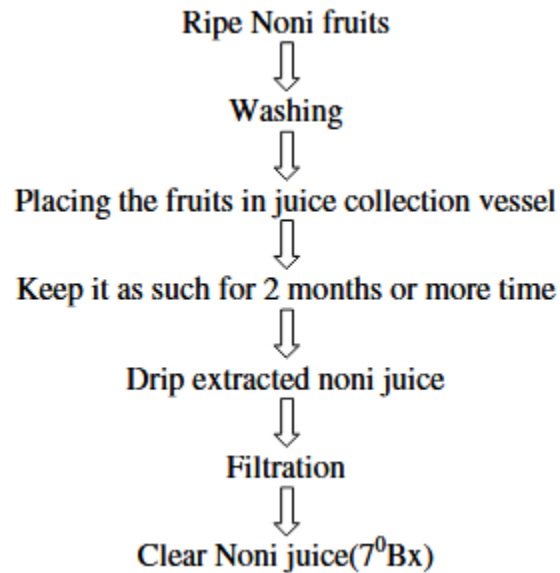 Ripe Noni fruits
Washing
Placing the fruits in juice collection vessel
Keep it as such for 2 months or more time
Drip extracted noni juice
Filtration
Clear Noni juice(7⁰Bx)